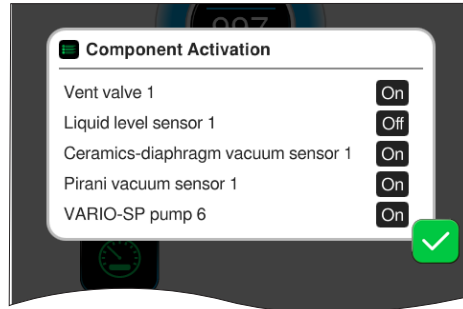 Component Activation
Vent valve 1 On
Liquid level sensor 1 Off
Ceramics-diaphragm vacuum sensor 1 On
Pirani vacuum sensor 1 On
VARIO-SP pump 6 On